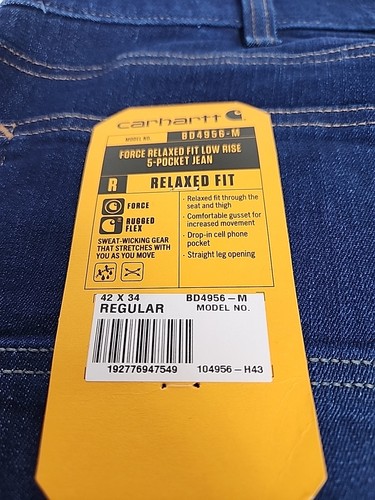 carhartt
MODEL NO. BD4956-M
FORCE RELAXED FIT LOW RISE
5-POCKET JEAN
R RELAXED FIT
FORCE
RUGGED
FLEX
SWEAT-WICKING GEAR
THAT STRETCHES WITH
YOU AS YOU MOVE
· Relaxed fit through the
seat and thigh
· Comfortable gusset for
increased movement
· Drop-in cell phone
pocket
· Straight leg opening
42 X 34 BD4956-M
REGULAR MODEL NO.
192776947549 104956-H43